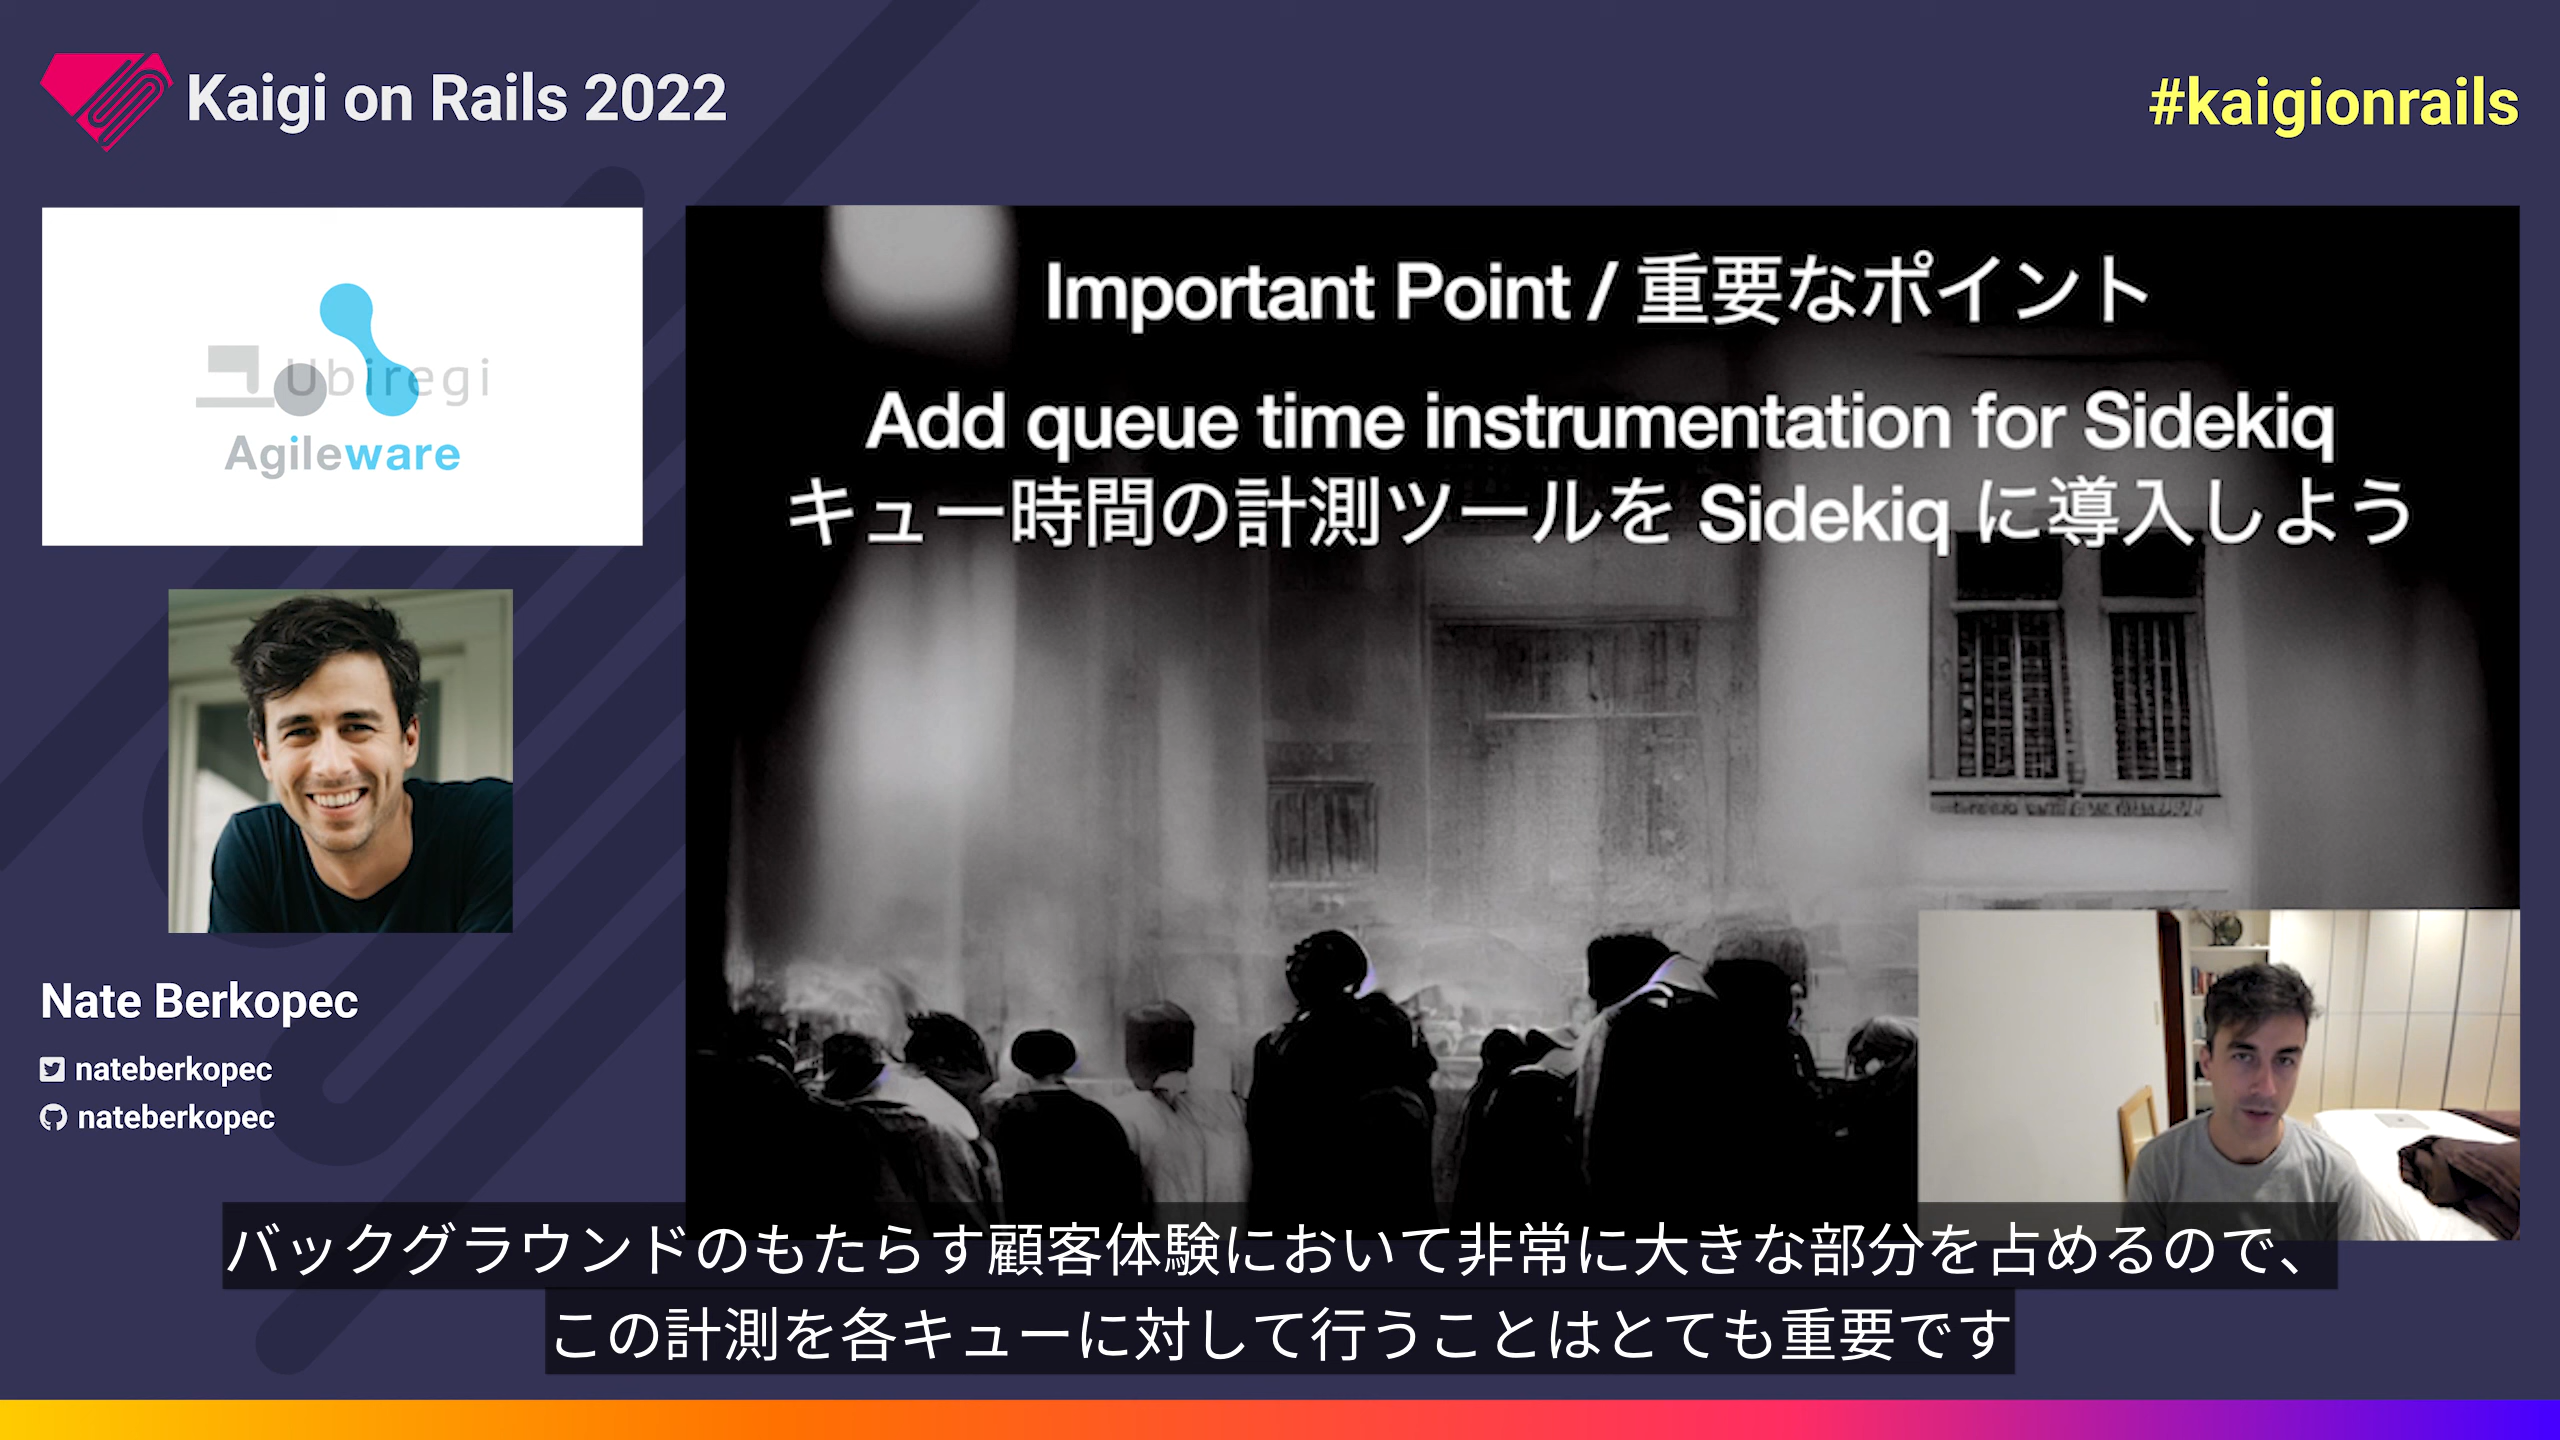 Kaigi on Rails 2022
#kaigionrails
Ubiregi
Agileware
Nate Berkopec
nateberkopec
nateberkopec
Important Point / 重要なポイント
Add queue time instrumentation for Sidekiq
キュー時間の計測ツールを Sidekiq に導入しよう
バックグラウンドのもたらす顧客体験において非常に大きな部分を占めるので、
この計測を各キューに対して行うことはとても重要です